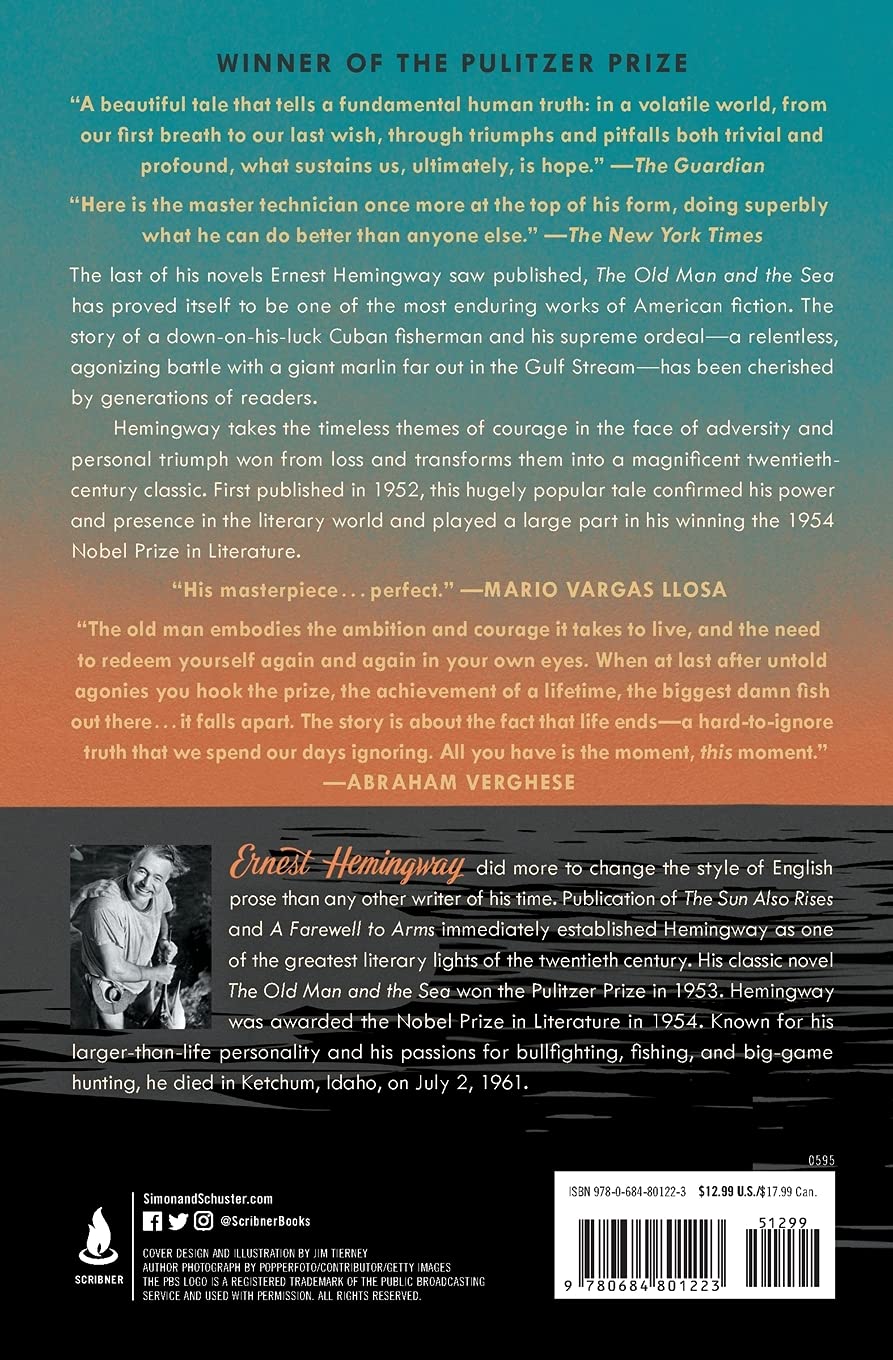 WINNER OF THE PULITZER PRIZE
“A beautiful tale that tells a fundamental human truth: in a volatile world, from
our first breath to our last wish, through triumphs and pitfalls both trivial and
profound, what sustains us, ultimately, is hope.” —The Guardian
“Here is the master technician once more at the top of his form, doing superbly
what he can do better than anyone else.” —The New York Times
The last of his novels Ernest Hemingway saw published, The Old Man and the Sea
has proved itself to be one of the most enduring works of American fiction. The
story of a down-on-his-luck Cuban fisherman and his supreme ordeal—a relentless,
agonizing battle with a giant marlin far out in the Gulf Stream—has been cherished
by generations of readers.
Hemingway takes the timeless themes of courage in the face of adversity and
personal triumph won from loss and transforms them into a magnificent twentieth-
century classic. First published in 1952, this hugely popular tale confirmed his power
and presence in the literary world and played a large part in his winning the 1954
Nobel Prize in Literature.
“His masterpiece . . . perfect.” —MARIO VARGAS LLOSA
“The old man embodies the ambition and courage it takes to live, and the need
to redeem yourself again and again in your own eyes. When at last after untold
agonies you hook the prize, the achievement of a lifetime, the biggest damn fish
out there . . . it falls apart. The story is about the fact that life ends—a hard-to-ignore
truth that we spend our days ignoring. All you have is the moment, this moment.”
—ABRAHAM VERGHESE
Ernest Hemingway did more to change the style of English
prose than any other writer of his time. Publication of The Sun Also Rises
and A Farewell to Arms immediately established Hemingway as one
of the greatest literary lights of the twentieth century. His classic novel
The Old Man and the Sea won the Pulitzer Prize in 1953. Hemingway
was awarded the Nobel Prize in Literature in 1954. Known for his
larger-than-life personality and his passions for bullfighting, fishing, and big-game
hunting, he died in Ketchum, Idaho, on July 2, 1961.
SCRIBNER
SimonandSchuster.com
@ScribnerBooks
COVER DESIGN AND ILLUSTRATION BY JIM TIERNEY
AUTHOR PHOTOGRAPH BY POPPERFOTO/CONTRIBUTOR/GETTY IMAGES
THE PBS LOGO IS A REGISTERED TRADEMARK OF THE PUBLIC BROADCASTING
SERVICE AND USED WITH PERMISSION. ALL RIGHTS RESERVED.
0595
ISBN 978-0-684-80122-3 $12.99 U.S./$17.99 Can.
51299
9 780684 801223